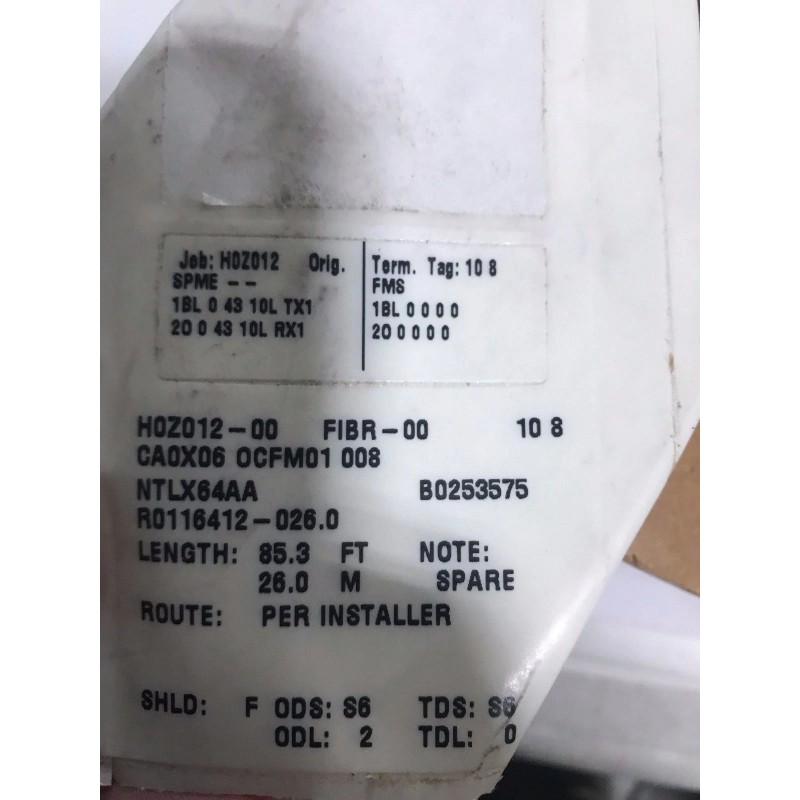 Job: H0Z012 Orig.
SPME - -
1BL 0 43 10L TX1
2O 0 43 10L RX1
Term. Tag: 10 8
FMS
1BL 0 0 0 0
2O 0 0 0 0
H0Z012-00 FIBR-00 10 8
CA0X06 OCFM01 008
NTLX64AA B0253575
R0116412-026.0
LENGTH: 85.3 FT NOTE:
26.0 M SPARE
ROUTE: PER INSTALLER
SHLD: F ODS: S6 TDS: S6
ODL: 2 TDL: 0